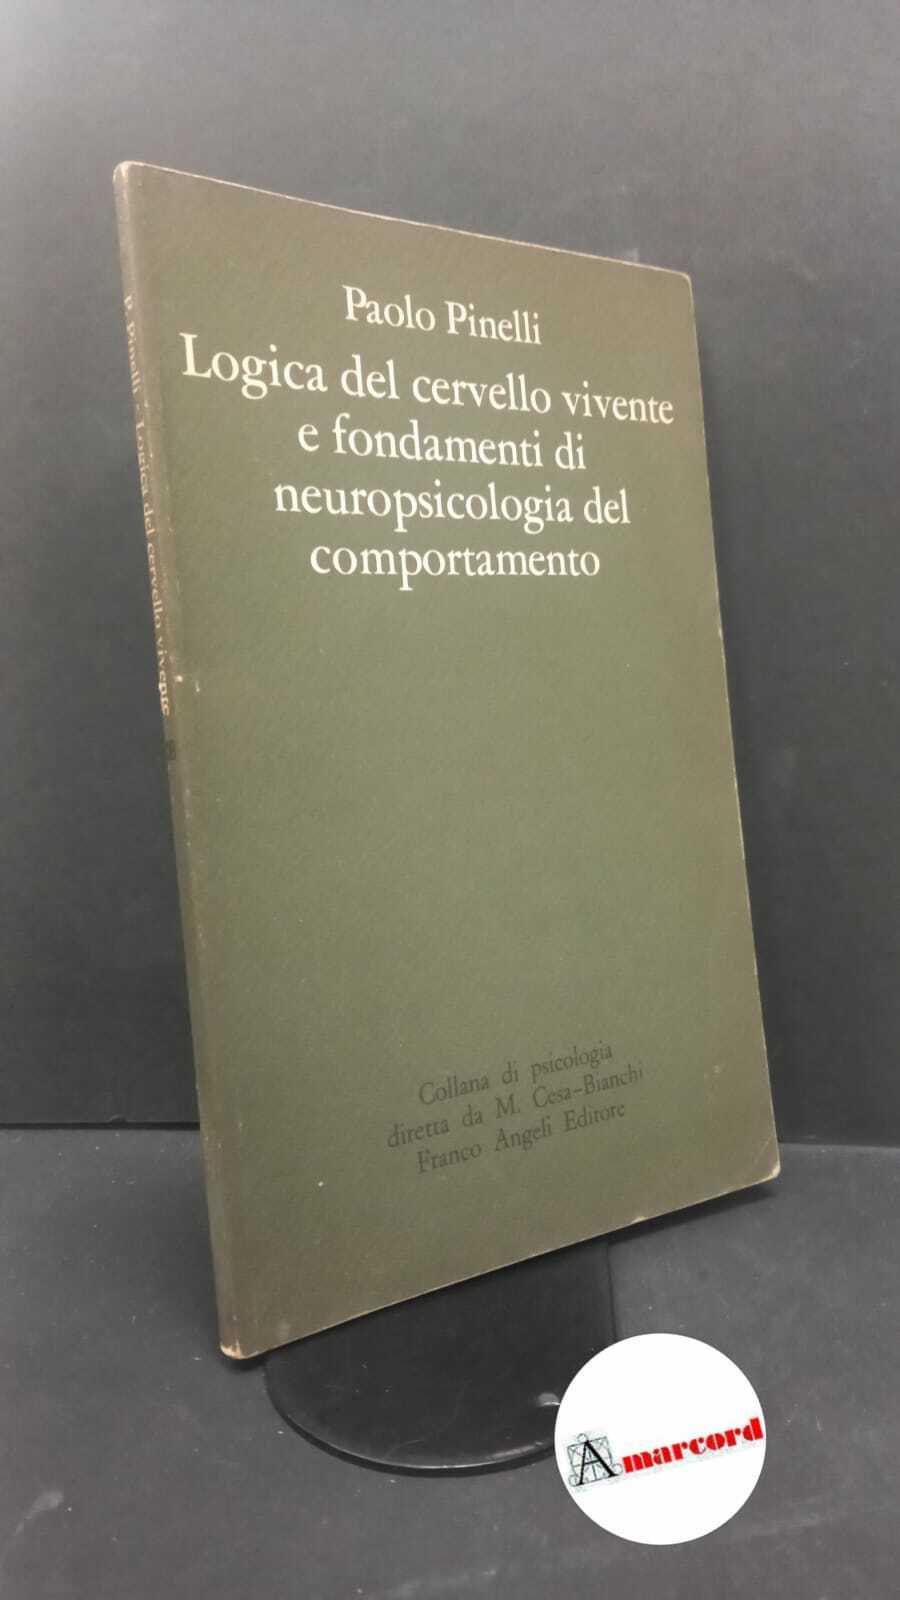 Paolo Pinelli
Logica del cervello vivente
e fondamenti di
neuropsicologia del
comportamento
Collana di psicologia
diretta da M. Cesa-Bianchi
Franco Angeli Editore
P. Pinelli - Logica del cervello vivente
Amarcord